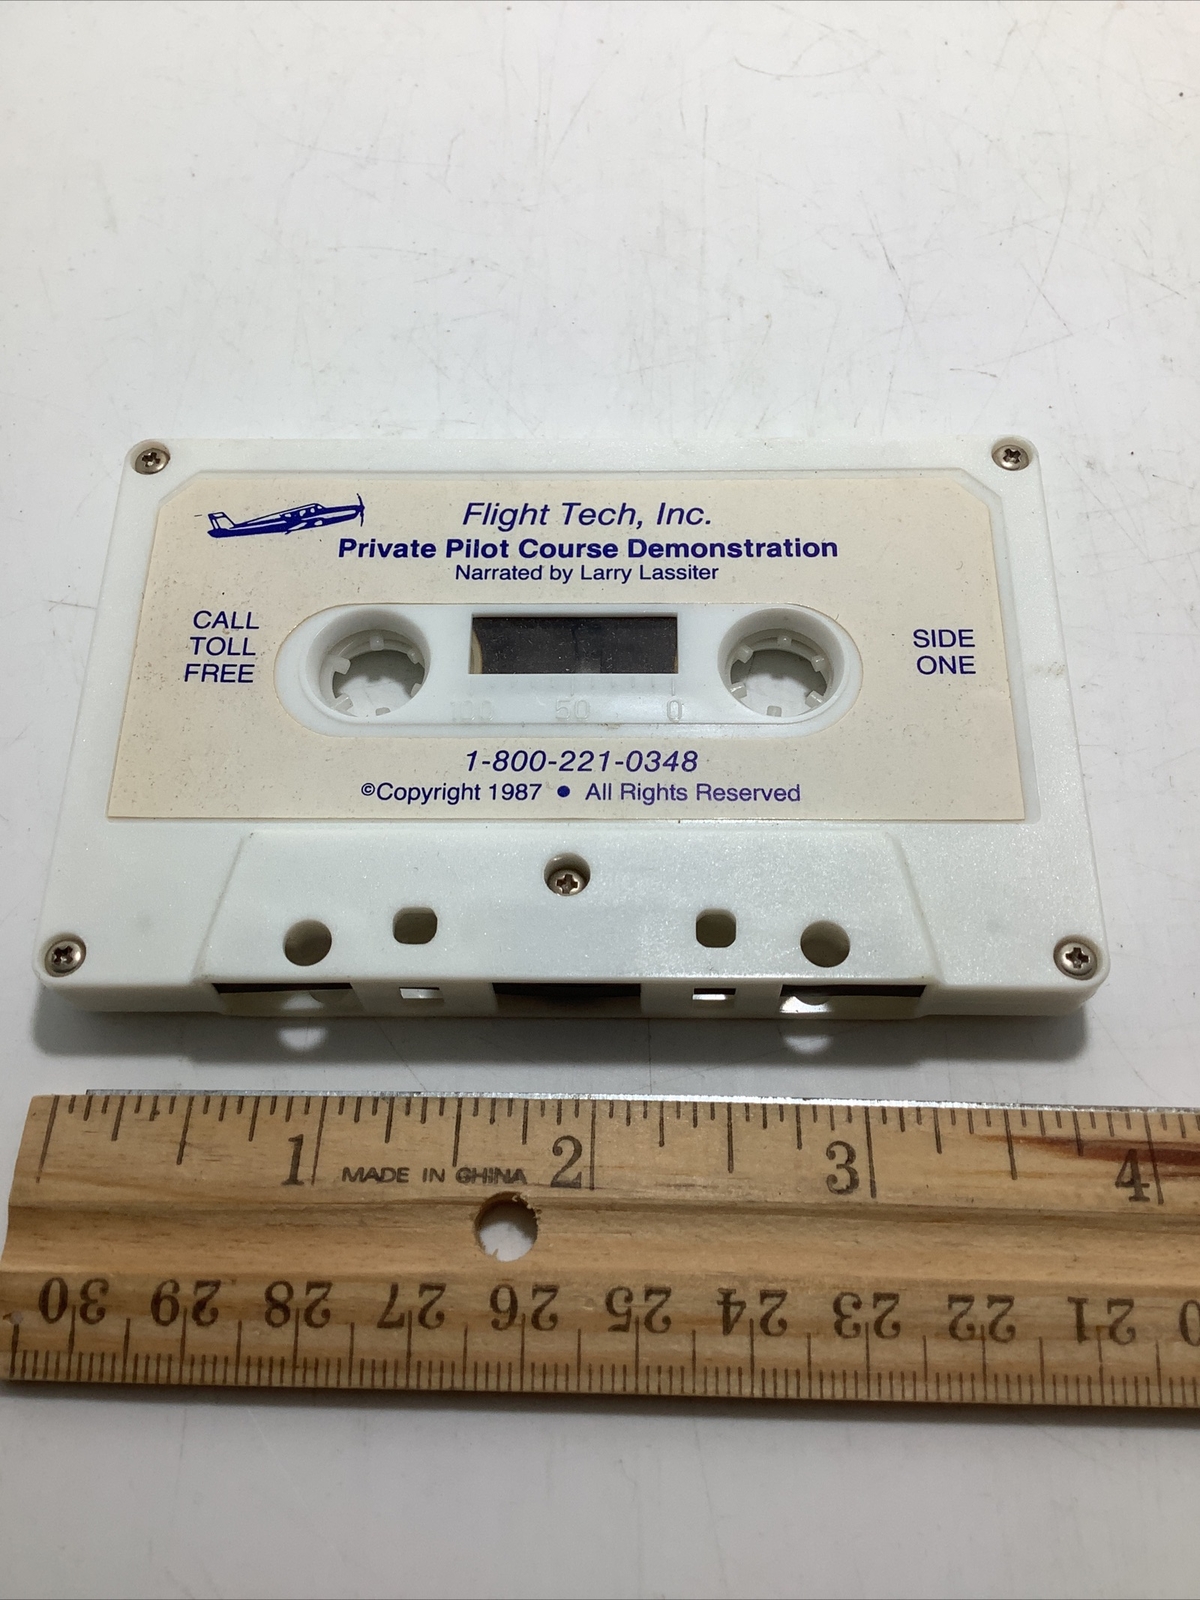 Flight Tech, Inc.
Private Pilot Course Demonstration
Narrated by Larry Lassiter
CALL
TOLL
FREE
SIDE
ONE
100 50 0
1-800-221-0348
©Copyright 1987 • All Rights Reserved
1 2 3 4
MADE IN CHINA
30 29 28 27 26 25 24 23 22 21